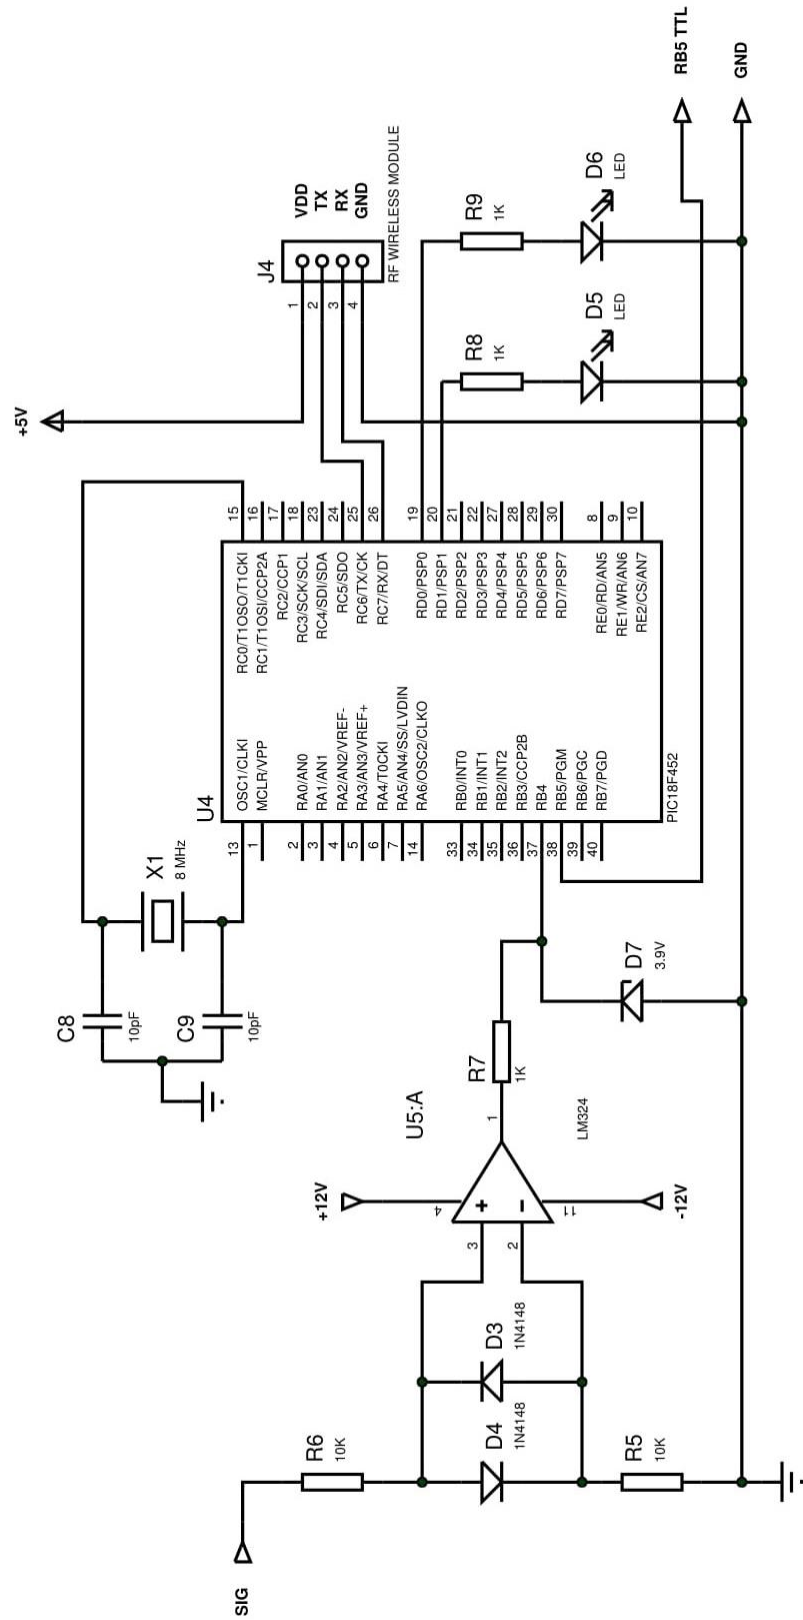 SIG
R6
10K
D4
1N4148
D3
1N4148
R5
10K
3
2
+12V
4
U5:A
1
11
-12V
LM324
R7
1K
D7
3.9V
C8
10pF
C9
10pF
X1
8 MHz
U4
13
1
2
3
4
5
6
7
14
33
34
35
36
37
38
39
40
OSC1/CLKI
MCLR/VPP
RA0/AN0
RA1/AN1
RA2/AN2/VREF-
RA3/AN3/VREF+
RA4/T0CKI
RA5/AN4/SS/LVDIN
RA6/OSC2/CLKO
RB0/INT0
RB1/INT1
RB2/INT2
RB3/CCP2B
RB4
RB5/PGM
RB6/PGC
RB7/PGD
RC0/T1OSO/T1CKI
RC1/T1OSI/CCP2A
RC2/CCP1
RC3/SCK/SCL
RC4/SDI/SDA
RC5/SDO
RC6/TX/CK
RC7/RX/DT
RD0/PSP0
RD1/PSP1
RD2/PSP2
RD3/PSP3
RD4/PSP4
RD5/PSP5
RD6/PSP6
RD7/PSP7
RE0/RD/AN5
RE1/WR/AN6
RE2/CS/AN7
15
16
17
18
23
24
25
26
19
20
21
22
27
28
29
30
8
9
10
PIC18F452
+5V
J4
1
2
3
4
VDD
TX
RX
GND
RF WIRELESS MODULE
R8
1K
D5
LED
R9
1K
D6
LED
RB5 TTL
GND